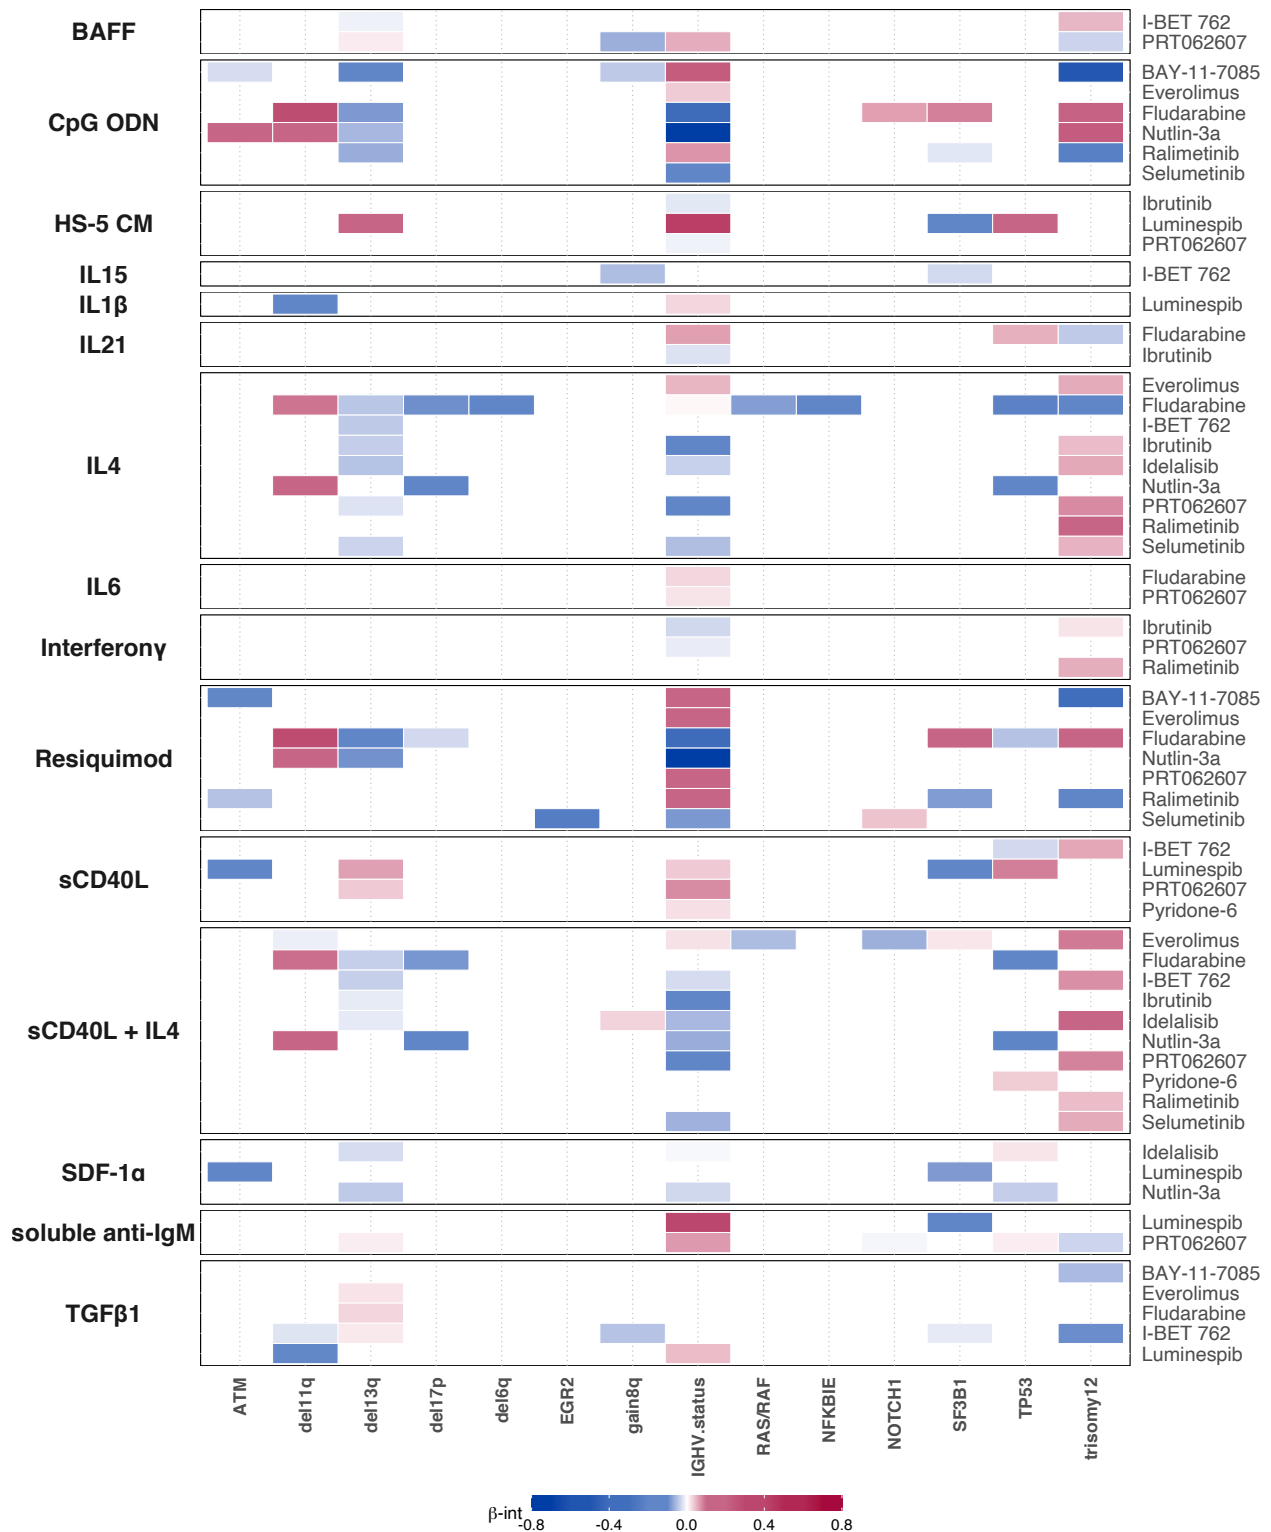 BAFF
I-BET 762
PRT062607
CpG ODN
BAY-11-7085
Everolimus
Fludarabine
Nutlin-3a
Ralimetinib
Selumetinib
HS-5 CM
Ibrutinib
Luminespib
PRT062607
IL15
I-BET 762
IL1β
Luminespib
IL21
Fludarabine
Ibrutinib
IL4
Everolimus
Fludarabine
I-BET 762
Ibrutinib
Idelalisib
Nutlin-3a
PRT062607
Ralimetinib
Selumetinib
IL6
Fludarabine
PRT062607
Interferonγ
Ibrutinib
PRT062607
Ralimetinib
Resiquimod
BAY-11-7085
Everolimus
Fludarabine
Nutlin-3a
PRT062607
Ralimetinib
Selumetinib
sCD40L
I-BET 762
Luminespib
PRT062607
Pyridone-6
sCD40L + IL4
Everolimus
Fludarabine
I-BET 762
Ibrutinib
Idelalisib
Nutlin-3a
PRT062607
Pyridone-6
Ralimetinib
Selumetinib
SDF-1α
Idelalisib
Luminespib
Nutlin-3a
soluble anti-IgM
Luminespib
PRT062607
TGFβ1
BAY-11-7085
Everolimus
Fludarabine
I-BET 762
Luminespib
ATM
del11q
del13q
del17p
del6q
EGR2
gain8q
IGHV.status
RAS/RAF
NFKBIE
NOTCH1
SF3B1
TP53
trisomy12
β-int
-0.8 -0.4 0.0 0.4 0.8